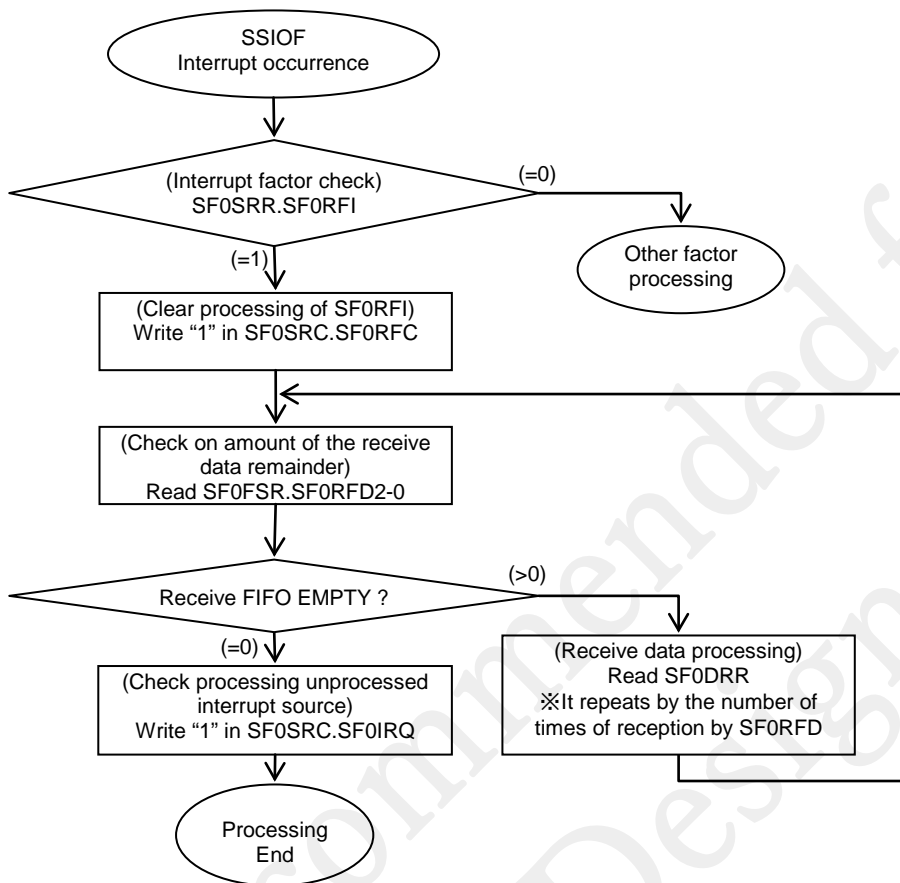 SSIOF
Interrupt occurrence
(Interrupt factor check)
SF0SRR.SF0RFI
(=0)
(=1)
Other factor
processing
(Clear processing of SF0RFI)
Write “1” in SF0SRC.SF0RFC
(Check on amount of the receive
data remainder)
Read SF0FSR.SF0RFD2-0
Receive FIFO EMPTY ?
(>0)
(=0)
(Receive data processing)
Read SF0DRR
※It repeats by the number of
times of reception by SF0RFD
(Check processing unprocessed
interrupt source)
Write “1” in SF0SRC.SF0IRQ
Processing
End